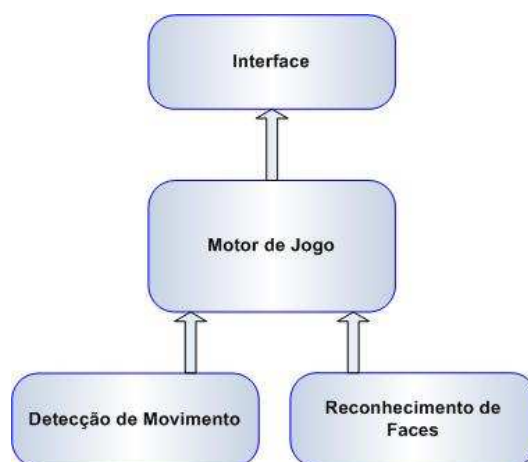 Interface
Motor de Jogo
Detecção de Movimento
Reconhecimento de
Faces